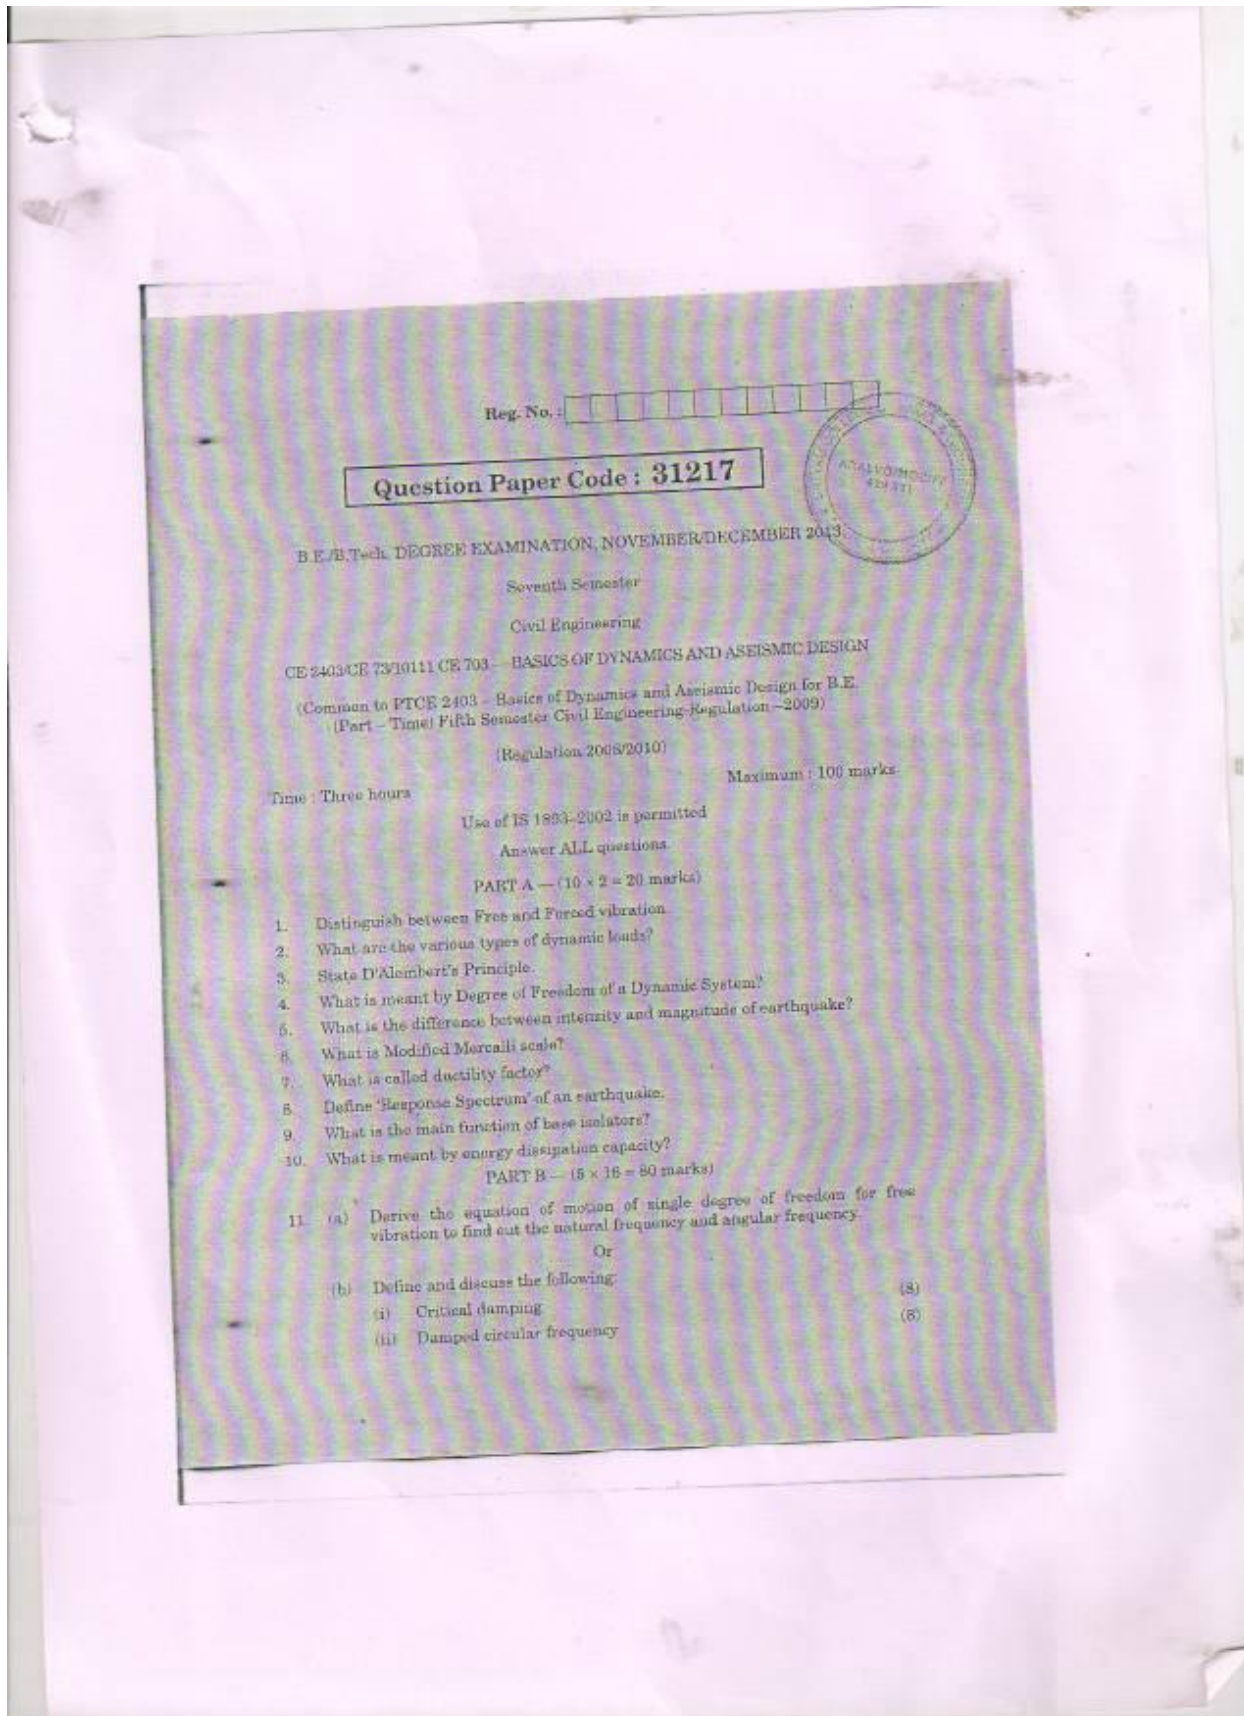 Reg. No. :
Question Paper Code : 31217
B.E./B.Tech. DEGREE EXAMINATION, NOVEMBER/DECEMBER 2013.
Seventh Semester
Civil Engineering
CE 2403/CE 73/10111 CE 703 — BASICS OF DYNAMICS AND ASEISMIC DESIGN
(Common to PTCE 2403 – Basics of Dynamics and Aseismic Design for B.E.
(Part – Time) Fifth Semester Civil Engineering-Regulation –2009)
(Regulation 2008/2010)
Time : Three hours Maximum : 100 marks
Use of IS 1893–2002 is permitted
Answer ALL questions.
PART A — (10 × 2 = 20 marks)
1. Distinguish between Free and Forced vibration.
2. What are the various types of dynamic loads?
3. State D'Alembert's Principle.
4. What is meant by Degree of Freedom of a Dynamic System?
5. What is the difference between intenzity and magnitude of earthquake?
6. What is Modified Mercalli scale?
7. What is called ductility factor?
8. Define 'Response Spectrum' of an earthquake.
9. What is the main function of base isolators?
10. What is meant by energy dissipation capacity?
PART B — (5 × 16 = 80 marks)
11. (a) Derive the equation of motion of single degree of freedom for free
vibration to find out the natural frequency and angular frequency.
Or
(b) Define and discuss the following:
(i) Critical damping (8)
(ii) Damped circular frequency (8)